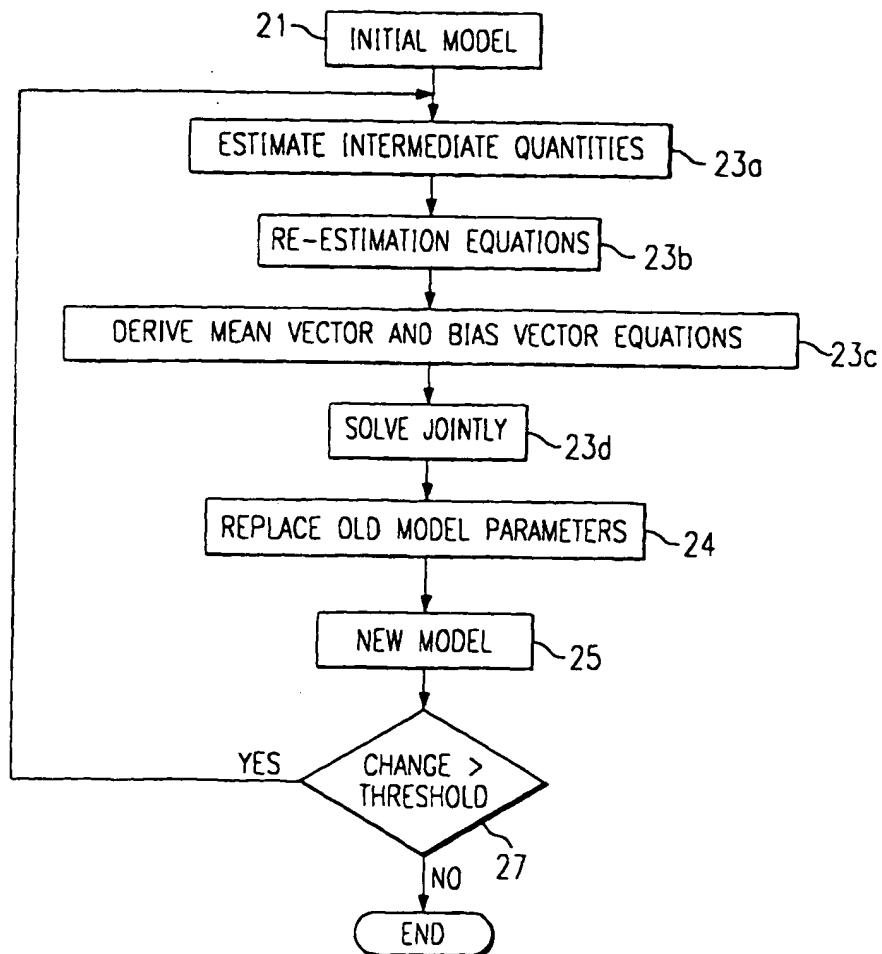 21
INITIAL MODEL
ESTIMATE INTERMEDIATE QUANTITIES
23a
RE-ESTIMATION EQUATIONS
23b
DERIVE MEAN VECTOR AND BIAS VECTOR EQUATIONS
23c
SOLVE JOINTLY
23d
REPLACE OLD MODEL PARAMETERS
24
NEW MODEL
25
YES
CHANGE >
THRESHOLD
27
NO
END